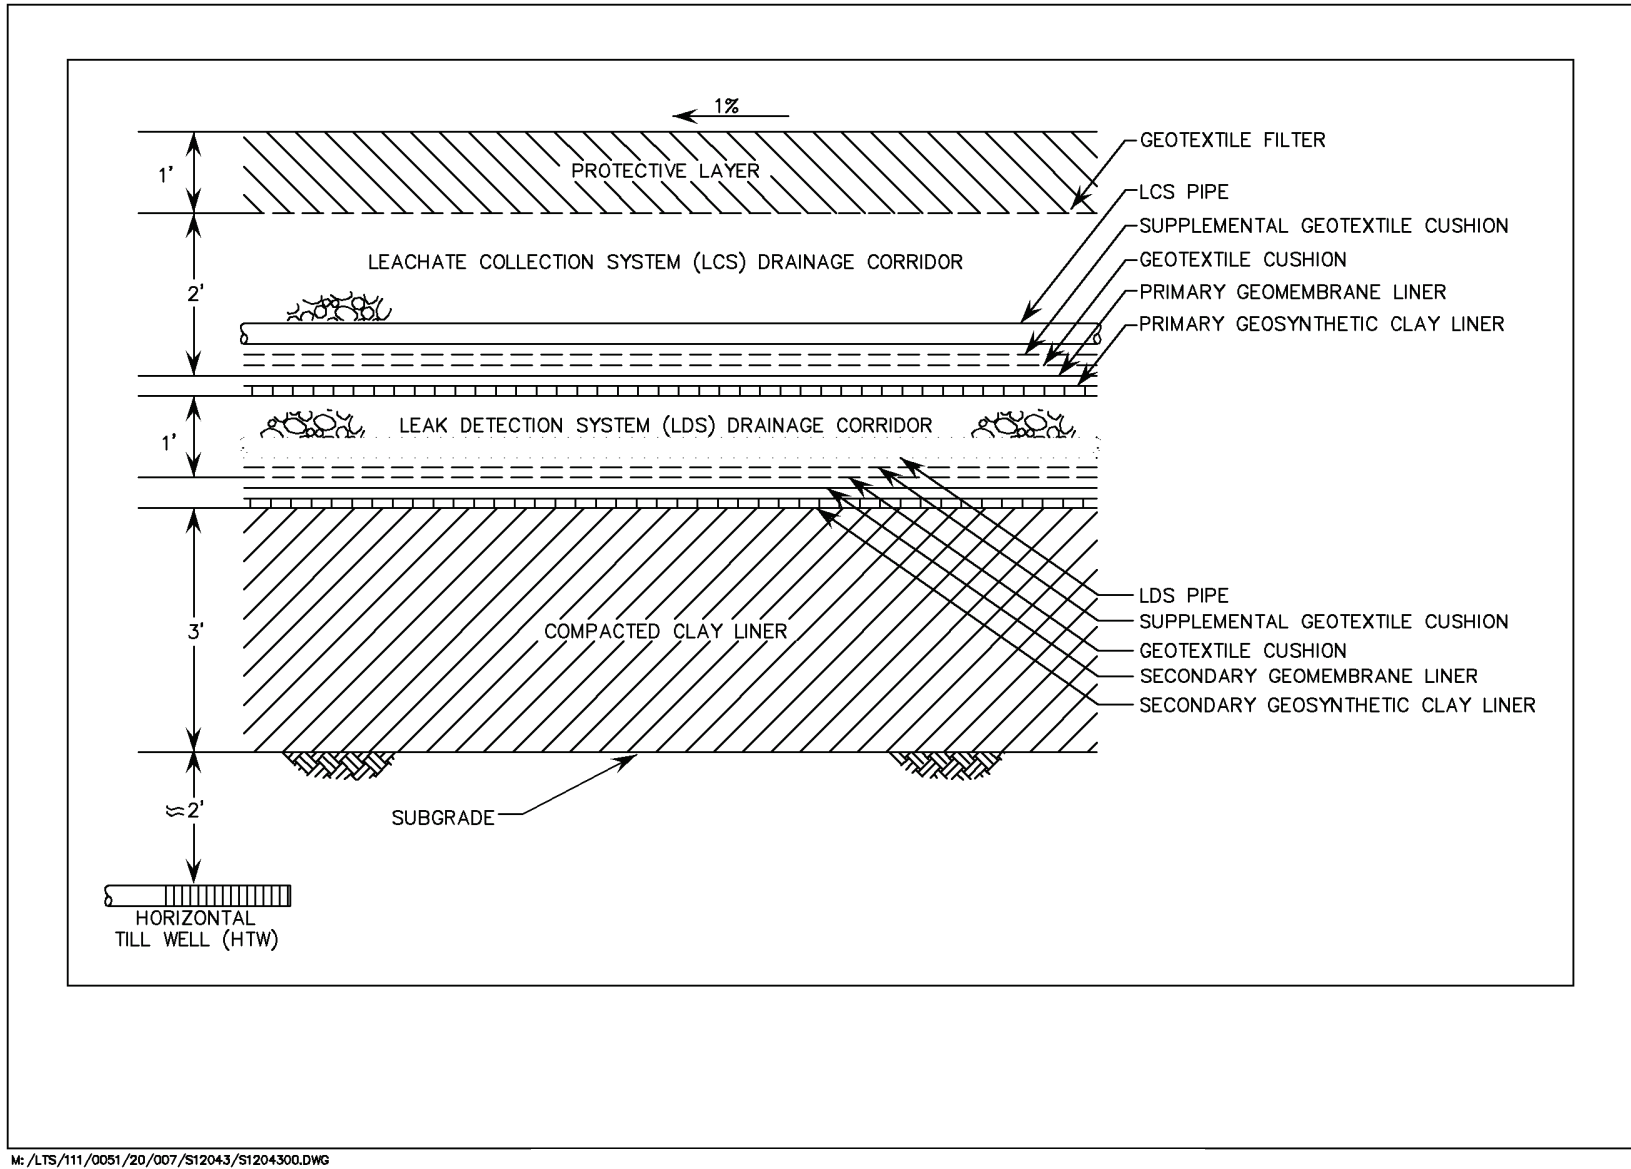 1%
GEOTEXTILE FILTER
1'
PROTECTIVE LAYER
LCS PIPE
SUPPLEMENTAL GEOTEXTILE CUSHION
LEACHATE COLLECTION SYSTEM (LCS) DRAINAGE CORRIDOR
GEOTEXTILE CUSHION
2'
PRIMARY GEOMEMBRANE LINER
PRIMARY GEOSYNTHETIC CLAY LINER
LEAK DETECTION SYSTEM (LDS) DRAINAGE CORRIDOR
1'
LDS PIPE
SUPPLEMENTAL GEOTEXTILE CUSHION
3'
COMPACTED CLAY LINER
GEOTEXTILE CUSHION
SECONDARY GEOMEMBRANE LINER
SECONDARY GEOSYNTHETIC CLAY LINER
≈2'
SUBGRADE
HORIZONTAL
TILL WELL (HTW)
M:/LTS/111/0051/20/007/S12043/S1204300.DWG